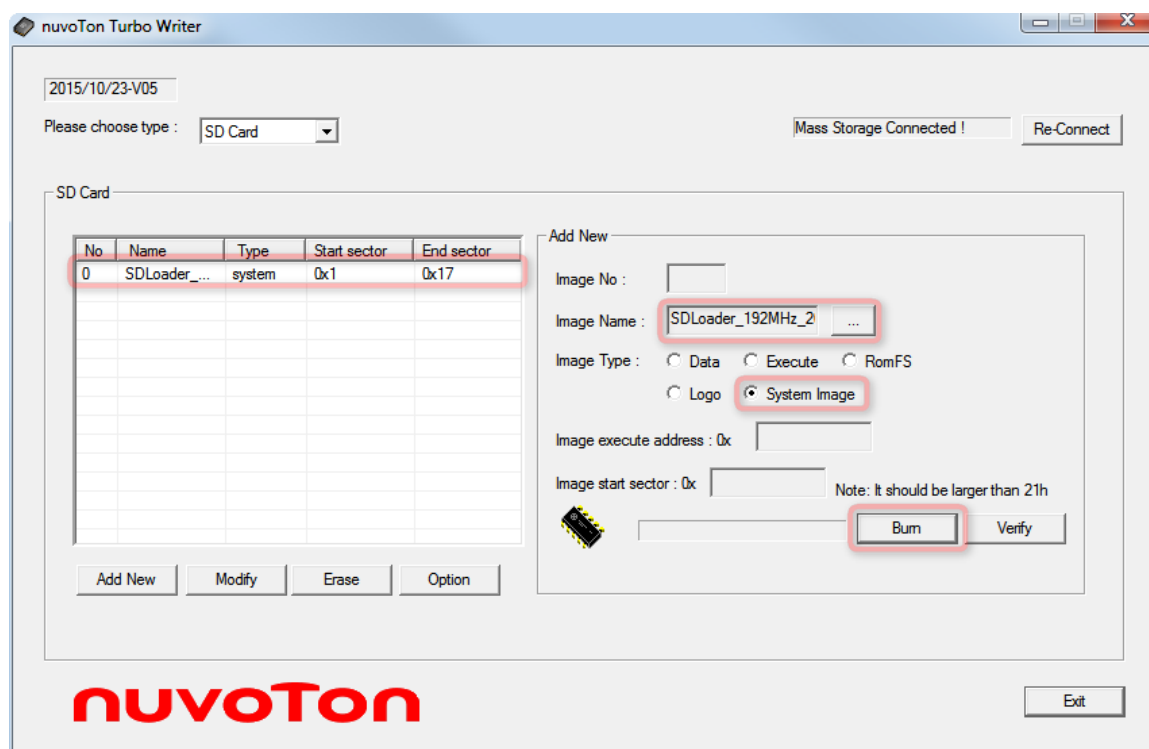 nuvoTon Turbo Writer
2015/10/23-V05
Please choose type : SD Card Mass Storage Connected ! Re-Connect
SD Card
No Name Type Start sector End sector
0 SDLoader_... system 0x1 0x17
Add New
Image No :
Image Name : SDLoader_192MHz_2 ...
Image Type : Data Execute RomFS
Logo System Image
Image execute address : 0x
Image start sector : 0x Note: It should be larger than 21h
Burn Verify
Add New Modify Erase Option
nuvoTon
Exit